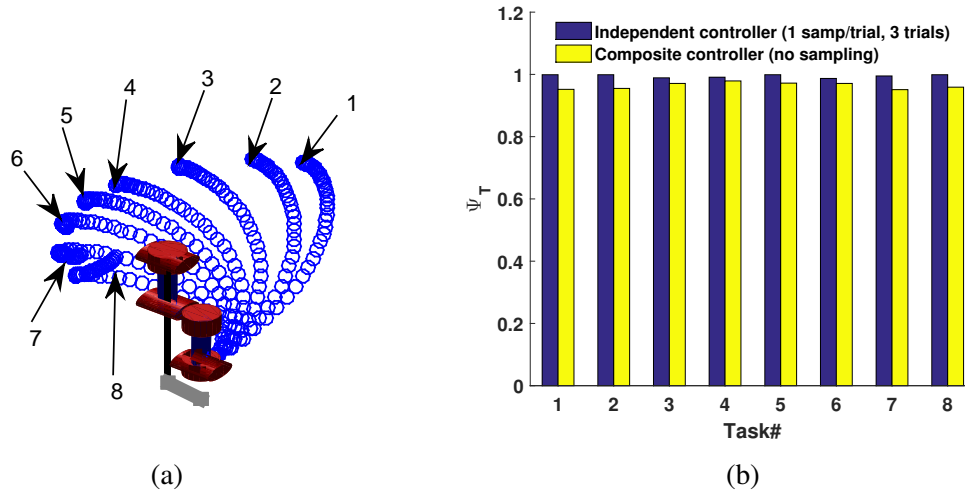 1
2
3
4
5
6
7
8
(a)
1.2
1
0.8
0.6
0.4
0.2
0
Ψ_T
Independent controller (1 samp/trial, 3 trials)
Composite controller (no sampling)
1 2 3 4 5 6 7 8
Task#
(b)